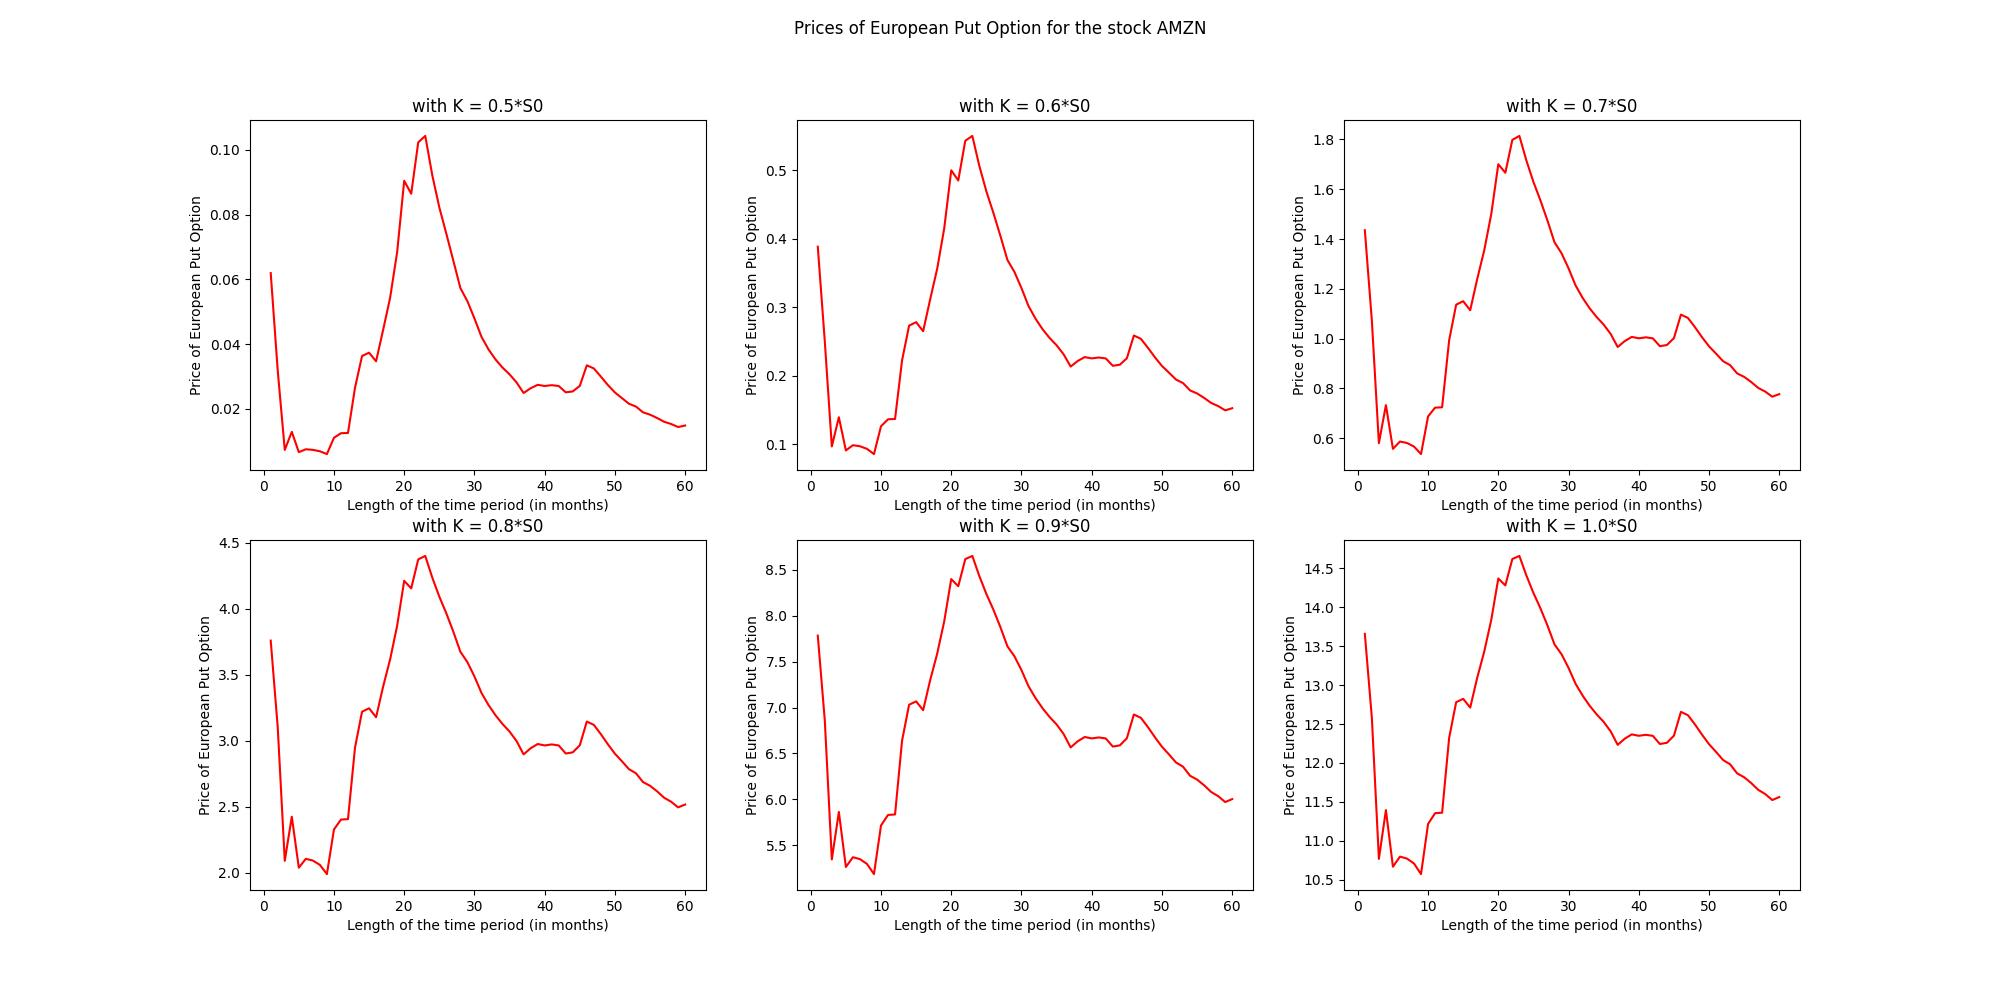 Prices of European Put Option for the stock AMZN
with K = 0.5*S0
with K = 0.6*S0
with K = 0.7*S0
Price of European Put Option
0.10
0.08
0.06
0.04
0.02
0 10 20 30 40 50 60
Length of the time period (in months)
Price of European Put Option
0.5
0.4
0.3
0.2
0.1
0 10 20 30 40 50 60
Length of the time period (in months)
Price of European Put Option
1.8
1.6
1.4
1.2
1.0
0.8
0.6
0 10 20 30 40 50 60
Length of the time period (in months)
with K = 0.8*S0
with K = 0.9*S0
with K = 1.0*S0
Price of European Put Option
4.5
4.0
3.5
3.0
2.5
2.0
0 10 20 30 40 50 60
Length of the time period (in months)
Price of European Put Option
8.5
8.0
7.5
7.0
6.5
6.0
5.5
0 10 20 30 40 50 60
Length of the time period (in months)
Price of European Put Option
14.5
14.0
13.5
13.0
12.5
12.0
11.5
11.0
10.5
0 10 20 30 40 50 60
Length of the time period (in months)